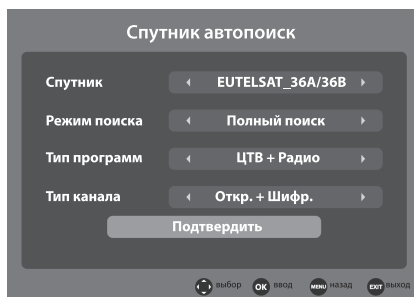 Спутник автопоиск
Спутник EUTELSAT_36A/36B
Режим поиска Полный поиск
Тип программ ЦТВ + Радио
Тип канала Откр. + Шифр.
Подтвердить
выбор OK ввод MENU назад EXIT выход